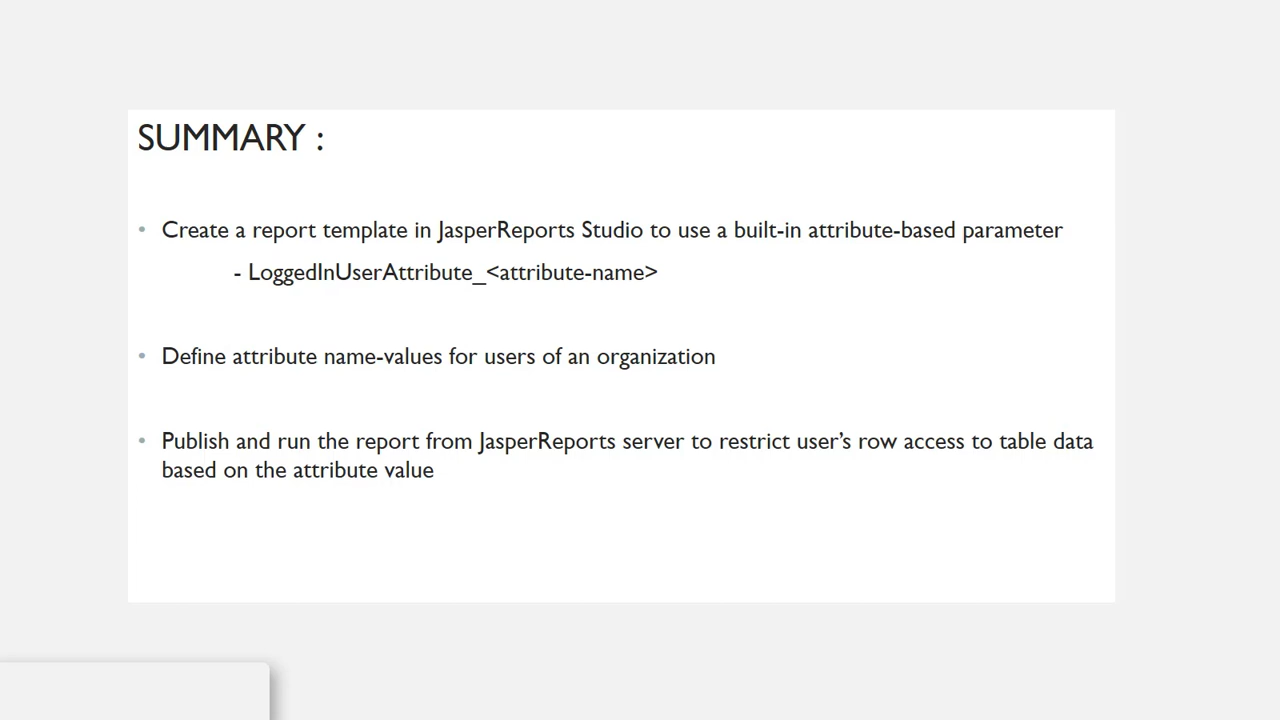 SUMMARY :
• Create a report template in JasperReports Studio to use a built-in attribute-based parameter
- LoggedInUserAttribute_<attribute-name>
• Define attribute name-values for users of an organization
• Publish and run the report from JasperReports server to restrict user’s row access to table data
based on the attribute value